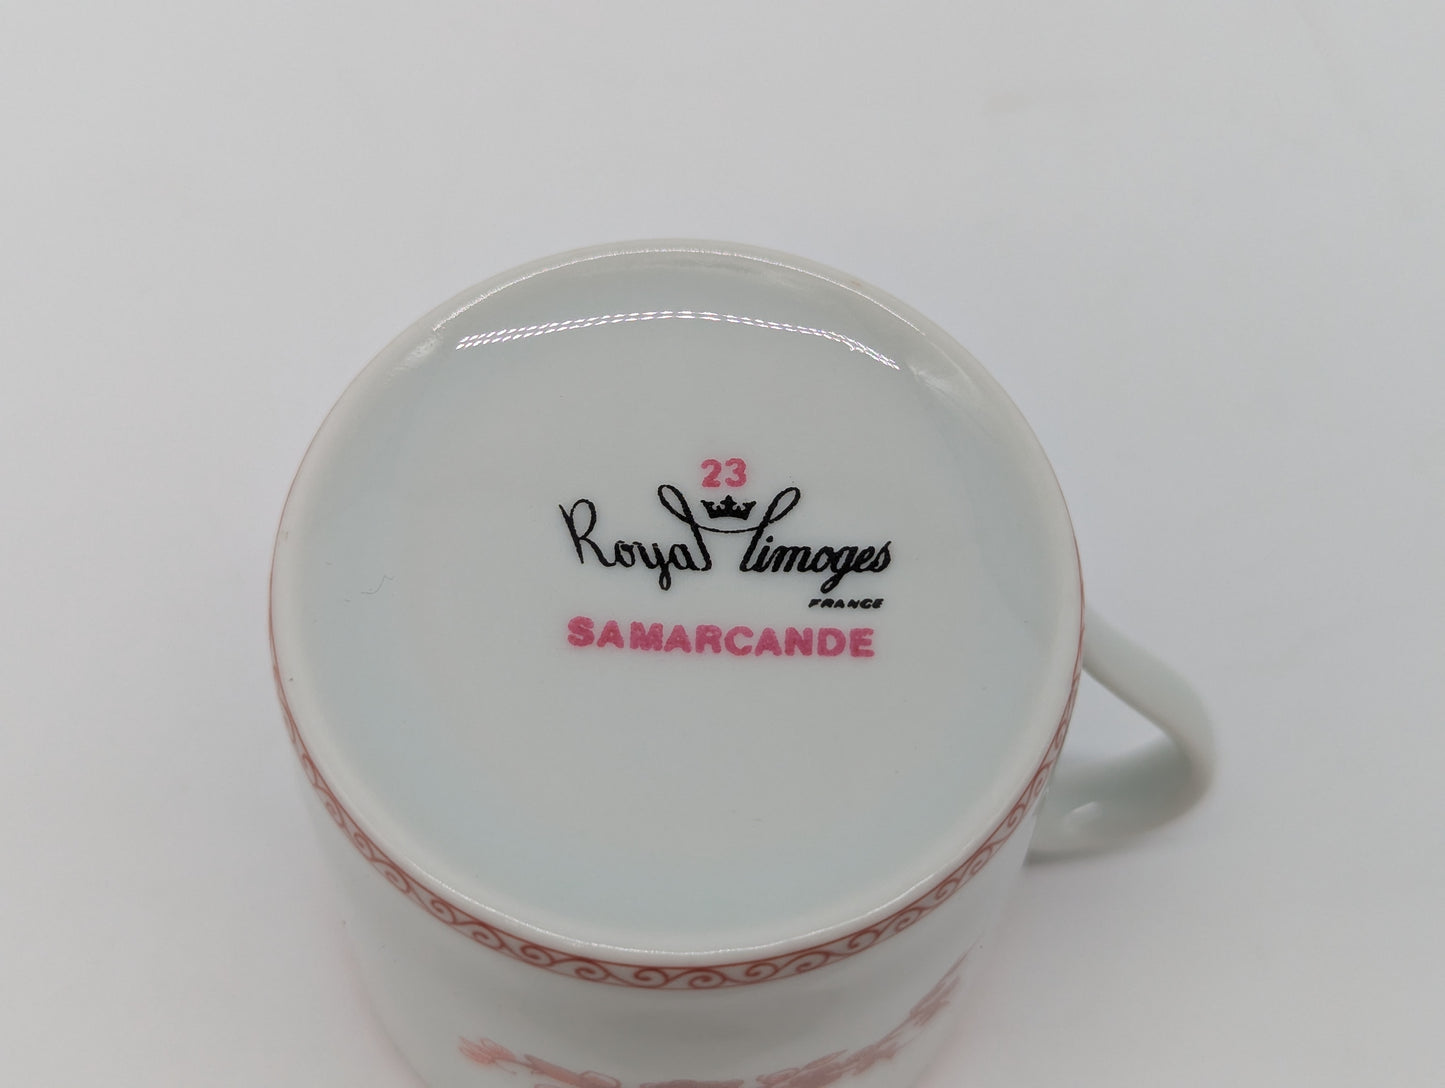 23
Royal Limoges
FRANCE
SAMARCANDE